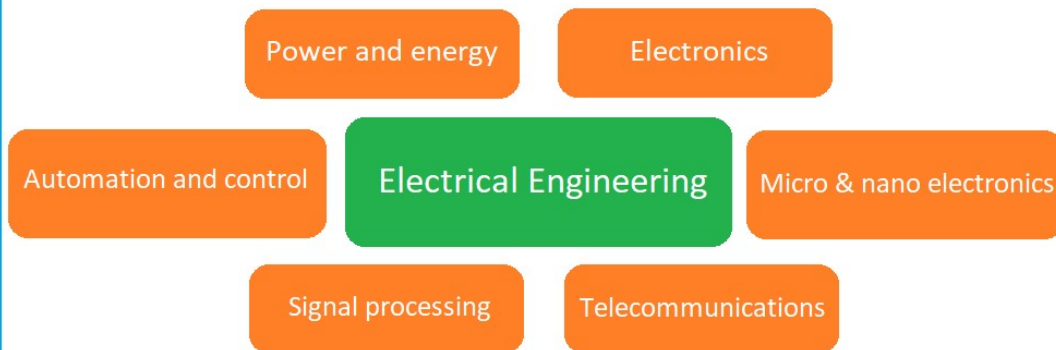 Power and energy
Electronics
Automation and control
Electrical Engineering
Micro & nano electronics
Signal processing
Telecommunications